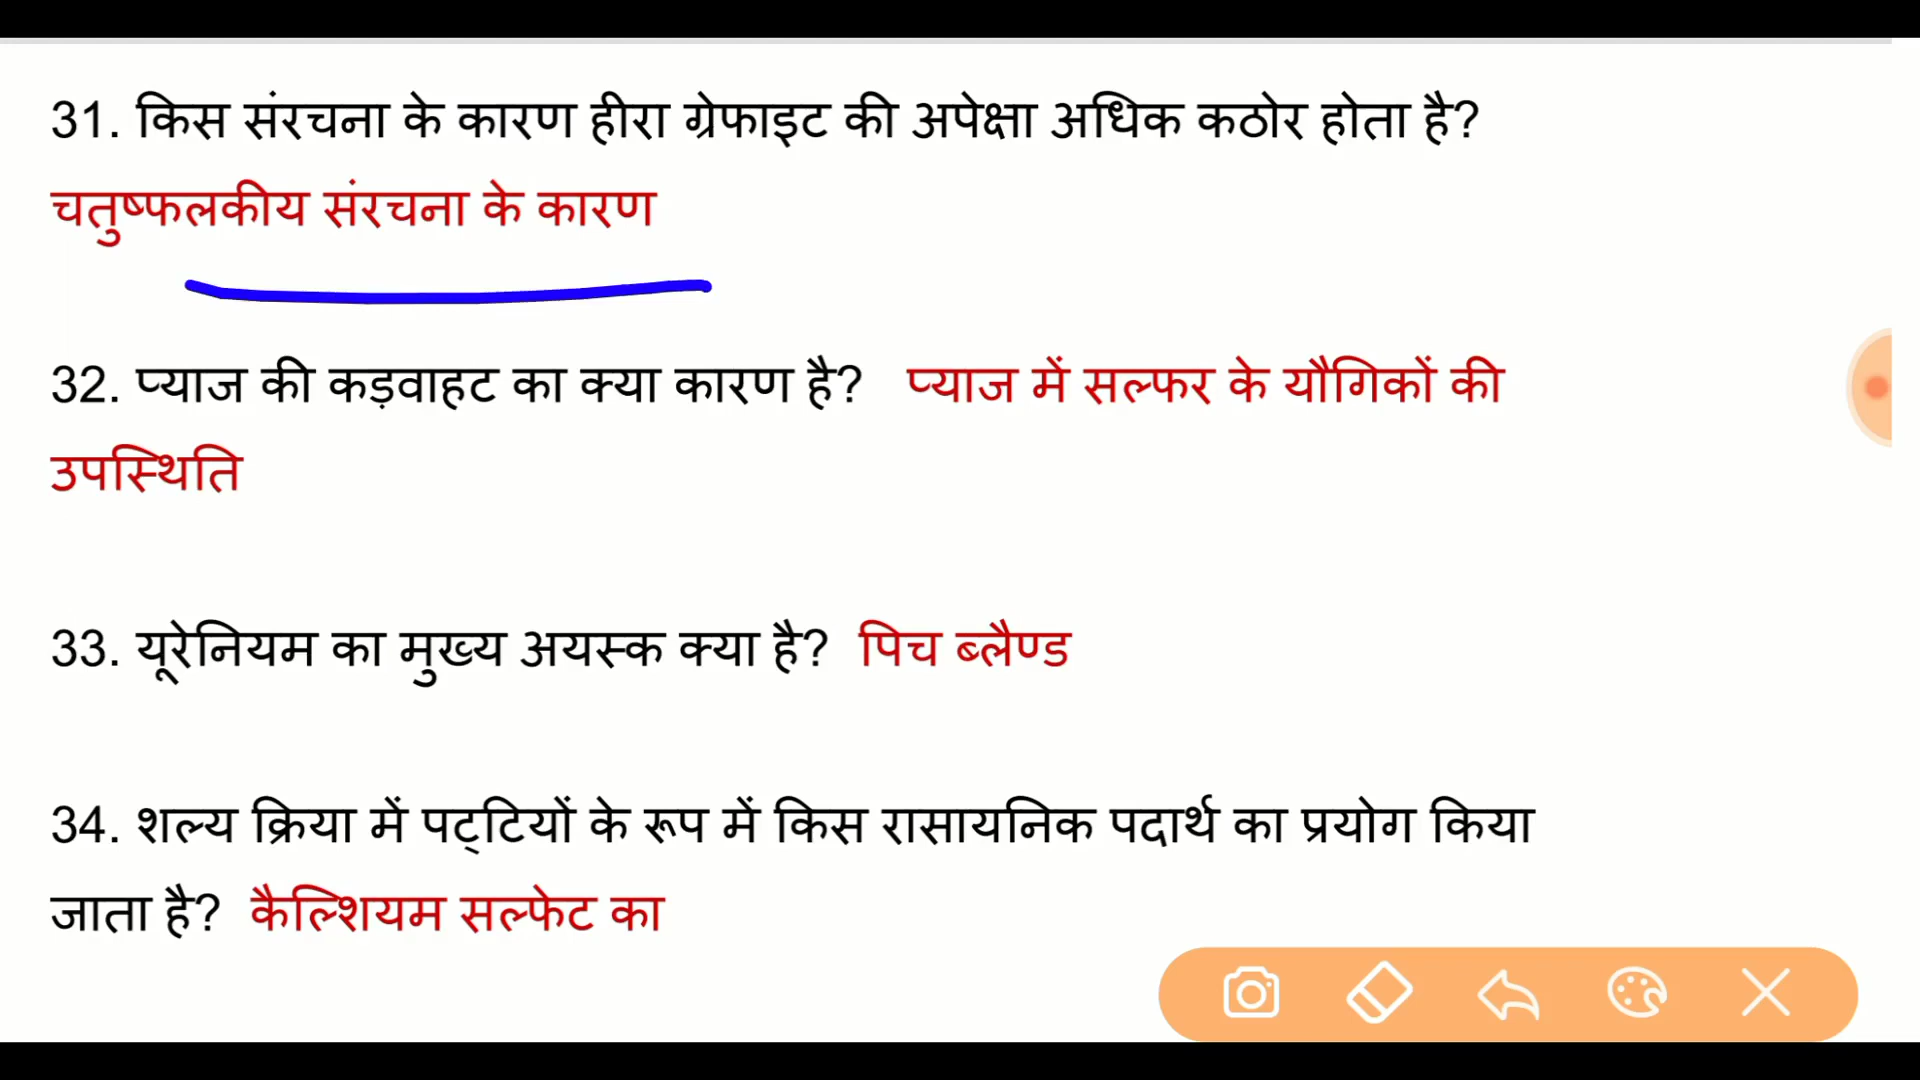 31. किस संरचना के कारण हीरा ग्रेफाइट की अपेक्षा अधिक कठोर होता है?
चतुष्फलकीय संरचना के कारण
32. प्याज की कड़वाहट का क्या कारण है? प्याज में सल्फर के यौगिकों की
उपस्थिति
33. यूरेनियम का मुख्य अयस्क क्या है? पिच ब्लैण्ड
34. शल्य क्रिया में पट्टियों के रूप में किस रासायनिक पदार्थ का प्रयोग किया
जाता है? कैल्शियम सल्फेट का